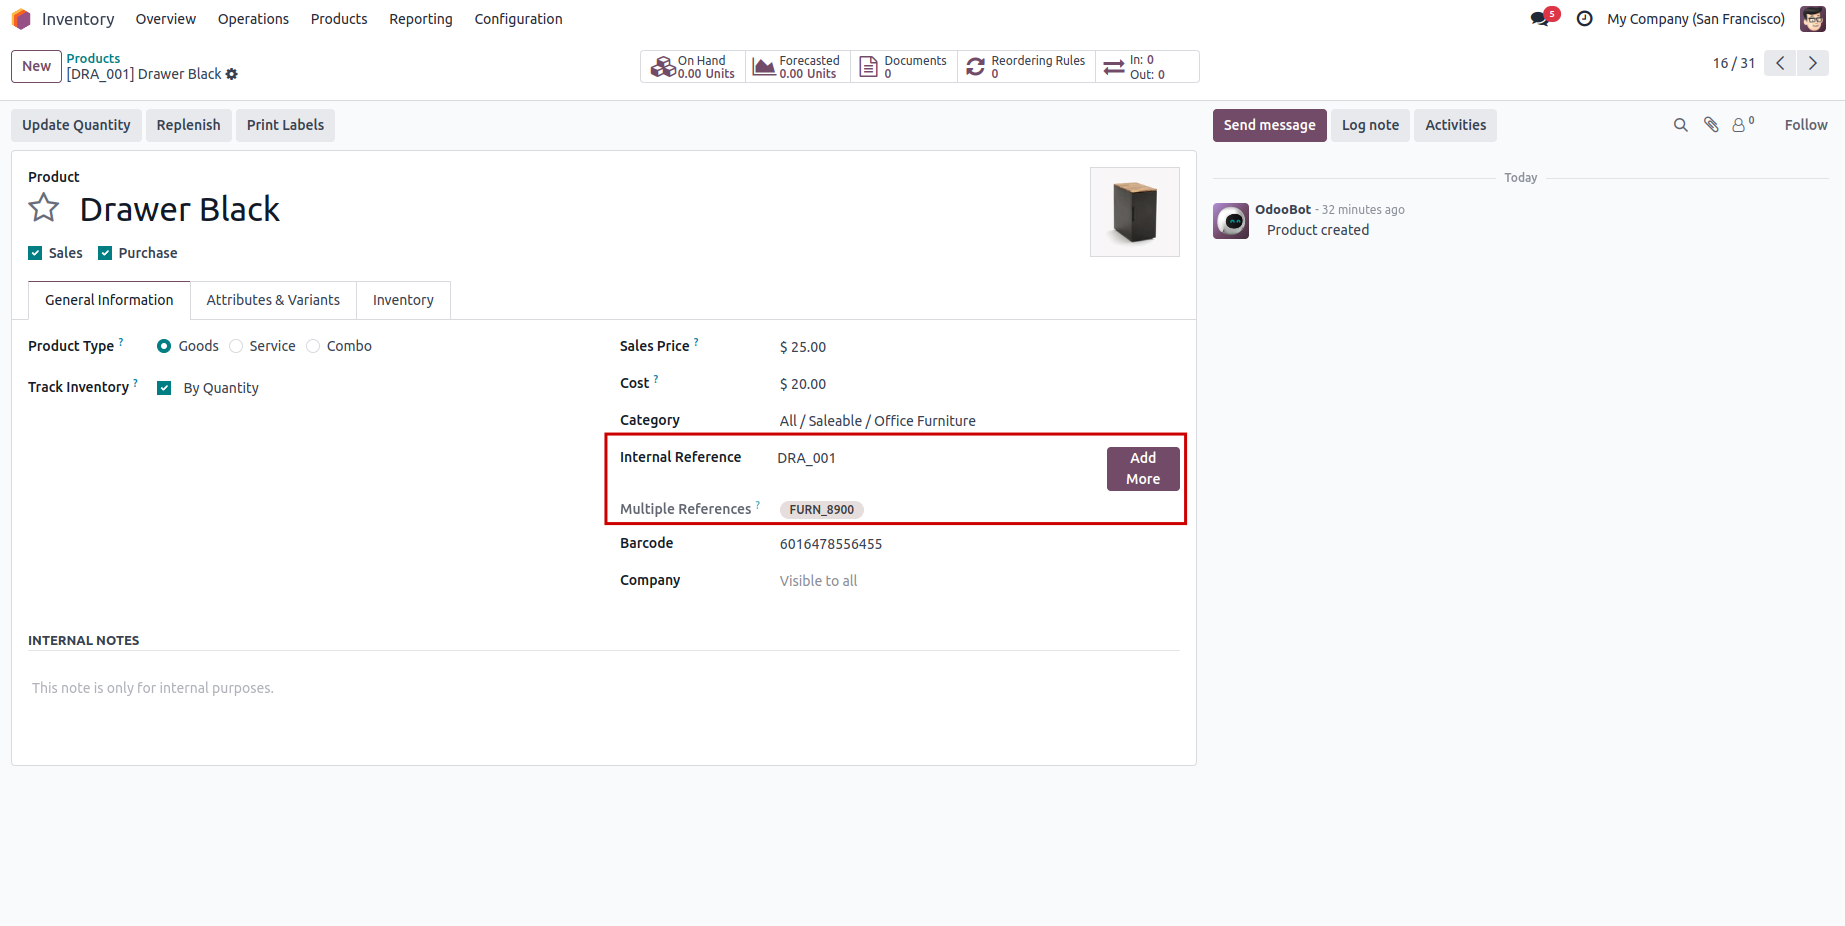 Inventory Overview Operations Products Reporting Configuration 5 My Company (San Francisco)
New Products
[DRA_001] Drawer Black
On Hand
0.00 Units
Forecasted
0.00 Units
Documents
0
Reordering Rules
0
In: 0
Out: 0
16 / 31
Update Quantity Replenish Print Labels
Send message Log note Activities 0 Follow
Product
Drawer Black
Sales Purchase
General Information Attributes & Variants Inventory
Product Type ? Goods Service Combo
Track Inventory ? By Quantity
Sales Price ? $ 25.00
Cost ? $ 20.00
Category All / Saleable / Office Furniture
Internal Reference DRA_001 Add
More
Multiple References ? FURN_8900
Barcode 6016478556455
Company Visible to all
INTERNAL NOTES
This note is only for internal purposes.
Today
OdooBot - 32 minutes ago
Product created